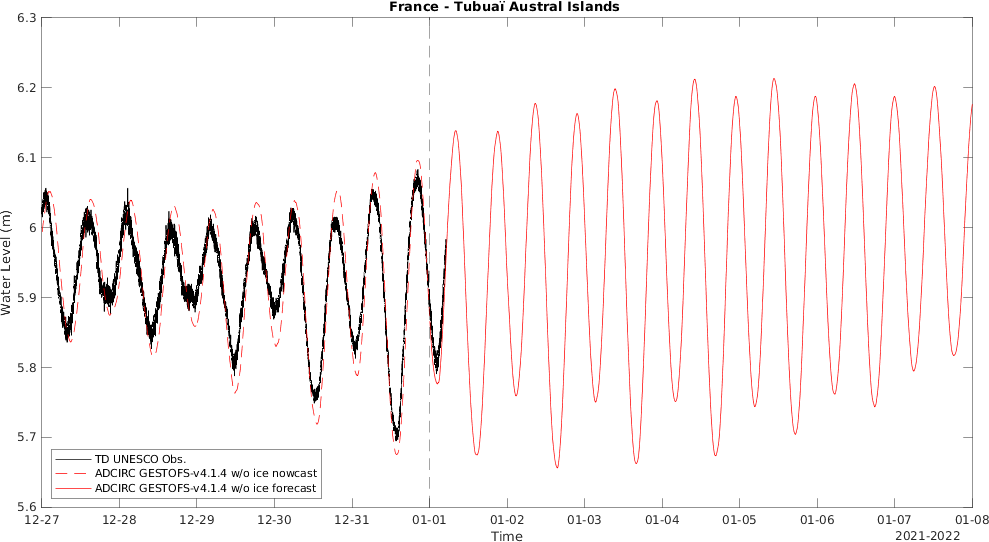 France - Tubuaï Austral Islands
6.3
6.2
6.1
6
5.9
5.8
5.7
5.6
Water Level (m)
TD UNESCO Obs.
ADCIRC GESTOFS-v4.1.4 w/o ice nowcast
ADCIRC GESTOFS-v4.1.4 w/o ice forecast
12-27 12-28 12-29 12-30 12-31 01-01 01-02 01-03 01-04 01-05 01-06 01-07 01-08
Time
2021-2022